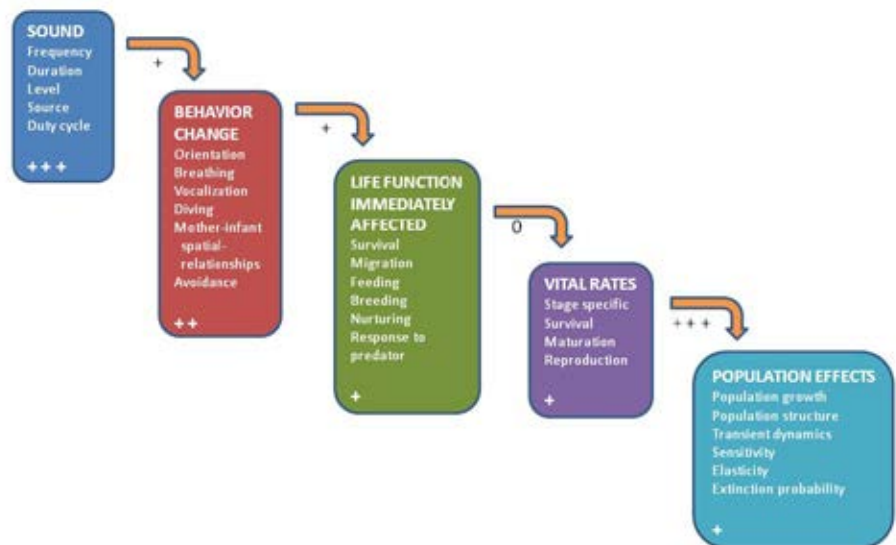 SOUND
Frequency
Duration
Level
Source
Duty cycle
+ + +
+
BEHAVIOR
CHANGE
Orientation
Breathing
Vocalization
Diving
Mother-infant
spatial-
relationships
Avoidance
+ +
+
LIFE FUNCTION
IMMEDIATELY
AFFECTED
Survival
Migration
Feeding
Breeding
Nurturing
Response to
predator
+
0
VITAL RATES
Stage specific
Survival
Maturation
Reproduction
+
+ + +
POPULATION EFFECTS
Population growth
Population structure
Transient dynamics
Sensitivity
Elasticity
Extinction probability
+